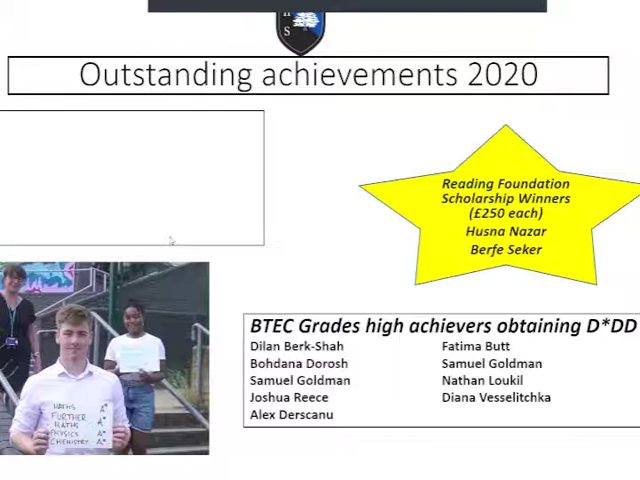 H
S
Outstanding achievements 2020
Reading Foundation
Scholarship Winners
(£250 each)
Husna Nazar
Berfe Seker
MATHS A*
FURTHER
MATHS A*
PHYSICS A*
CHEMISTRY A*
BTEC Grades high achievers obtaining D*DD
Dilan Berk-Shah
Bohdana Dorosh
Samuel Goldman
Joshua Reece
Alex Derscanu
Fatima Butt
Samuel Goldman
Nathan Loukil
Diana Vesselitchka